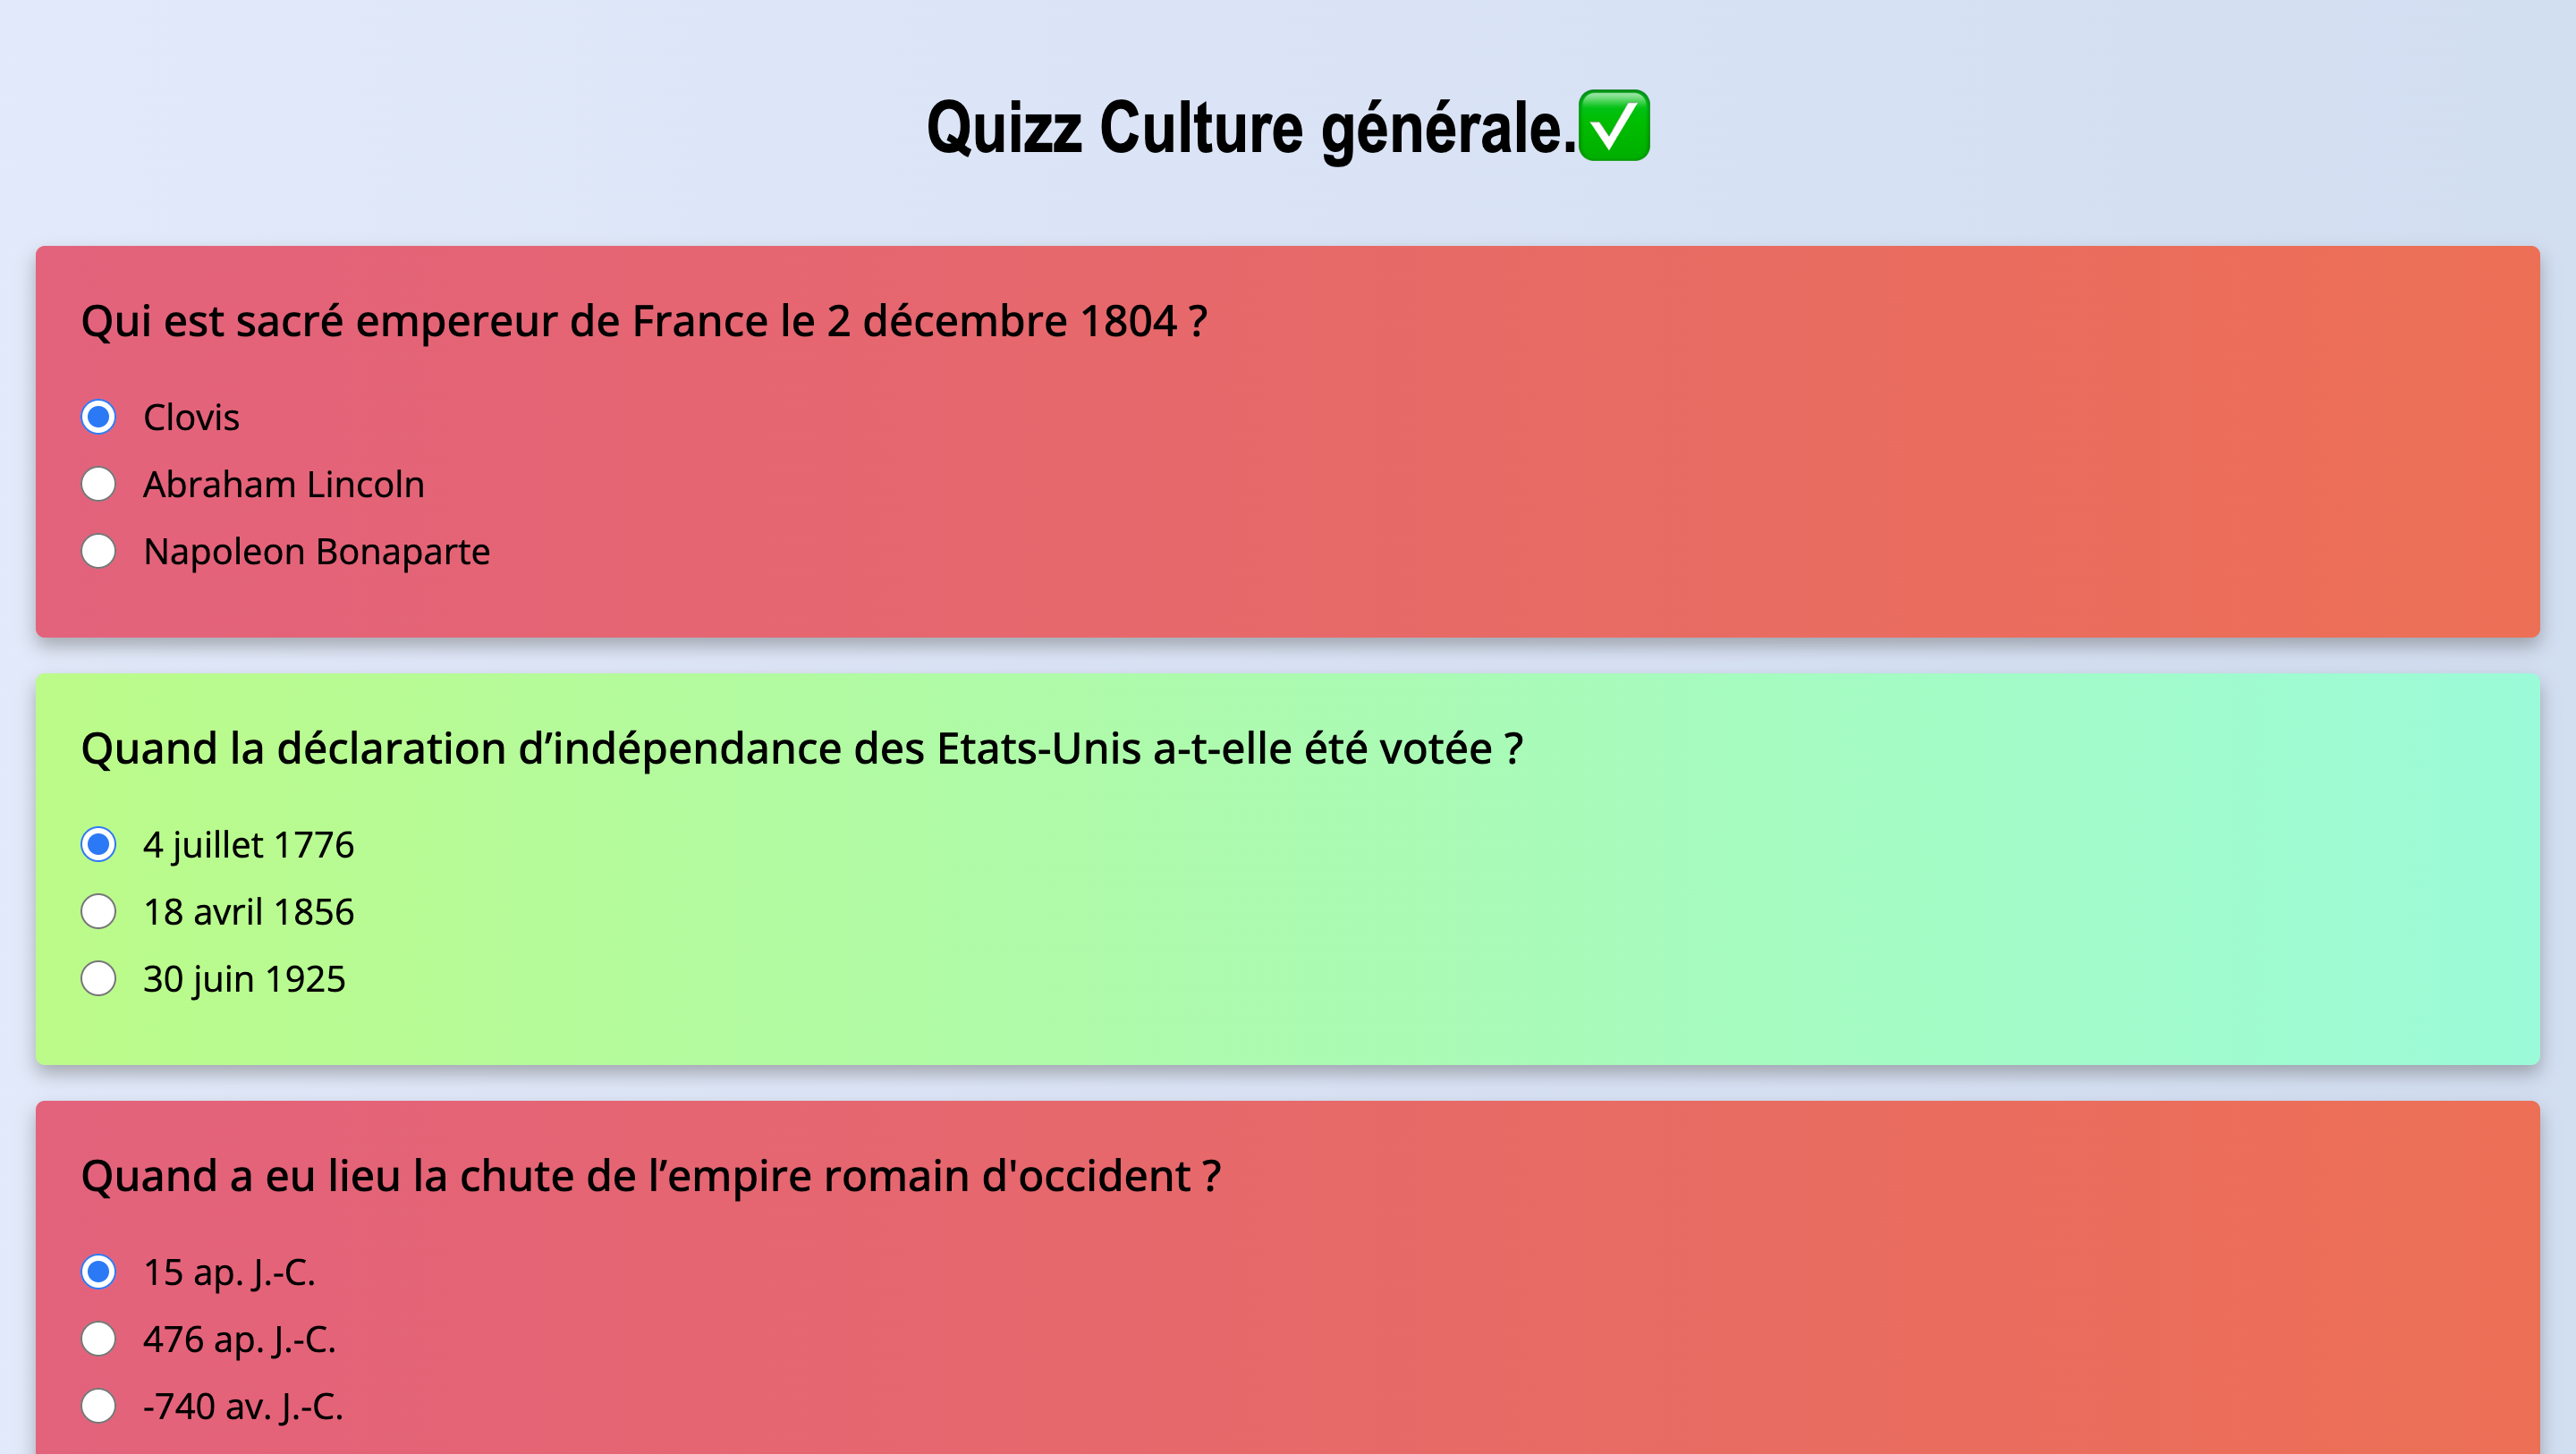 Quizz Culture générale.✅
Qui est sacré empereur de France le 2 décembre 1804 ?
Clovis
Abraham Lincoln
Napoleon Bonaparte
Quand la déclaration d’indépendance des Etats-Unis a-t-elle été votée ?
4 juillet 1776
18 avril 1856
30 juin 1925
Quand a eu lieu la chute de l’empire romain d'occident ?
15 ap. J.-C.
476 ap. J.-C.
-740 av. J.-C.